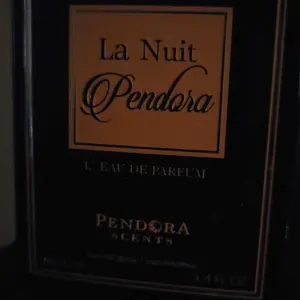 La Nuit
Pendora
L' EAU DE PARFUM
PENDORA
SCENTS